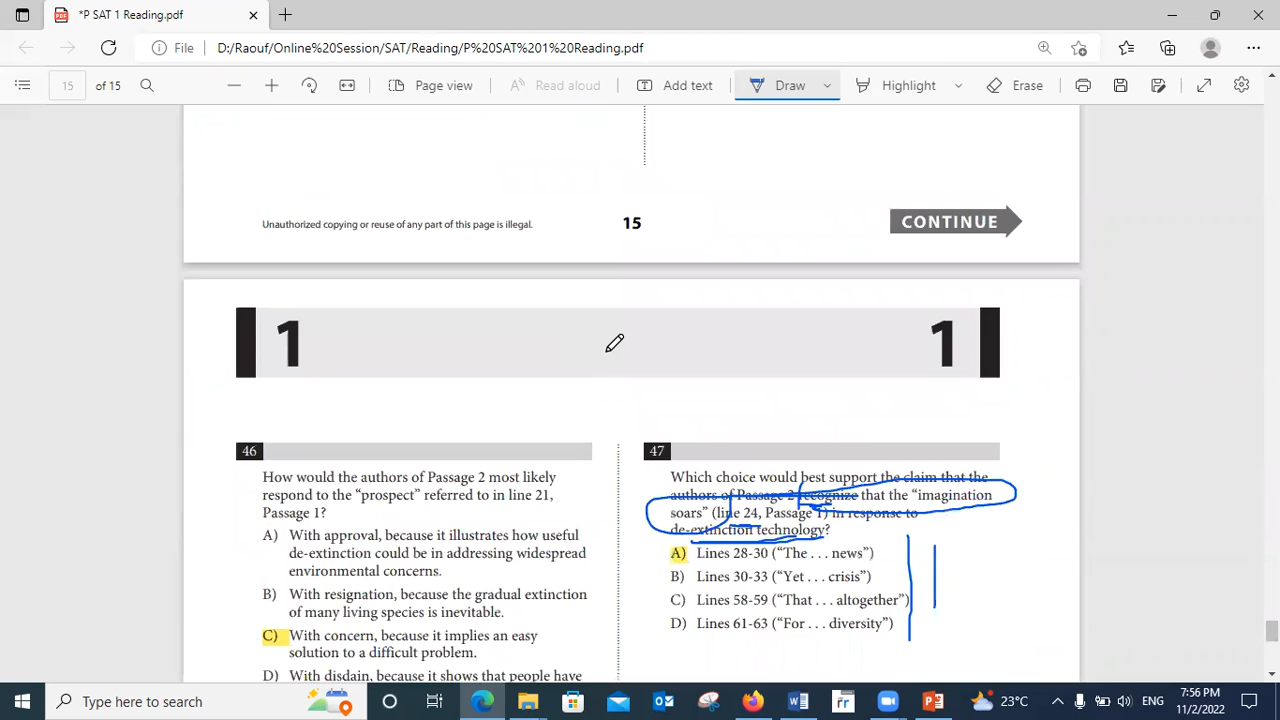 *P SAT 1 Reading.pdf
File
D:/Raouf/Online%20Session/SAT/Reading/P%20SAT%201%20Reading.pdf
15
of 15
Page view
Read aloud
Add text
Draw
Highlight
Erase
Unauthorized copying or reuse of any part of this page is illegal.
15
CONTINUE
1
1
46
How would the authors of Passage 2 most likely
respond to the “prospect” referred to in line 21,
Passage 1?
A) With approval, because it illustrates how useful
de-extinction could be in addressing widespread
environmental concerns.
B) With resignation, because the gradual extinction
of many living species is inevitable.
C) With concern, because it implies an easy
solution to a difficult problem.
D) With disdain, because it shows that people have
47
Which choice would best support the claim that the
authors of Passage 2 recognize that the “imagination
soars” (line 24, Passage 1) in response to
de-extinction technology?
A) Lines 28-30 (“The . . . news”)
B) Lines 30-33 (“Yet . . . crisis”)
C) Lines 58-59 (“That . . . altogether”)
D) Lines 61-63 (“For . . . diversity”)
Type here to search
23°C
ENG
7:56 PM
11/2/2022